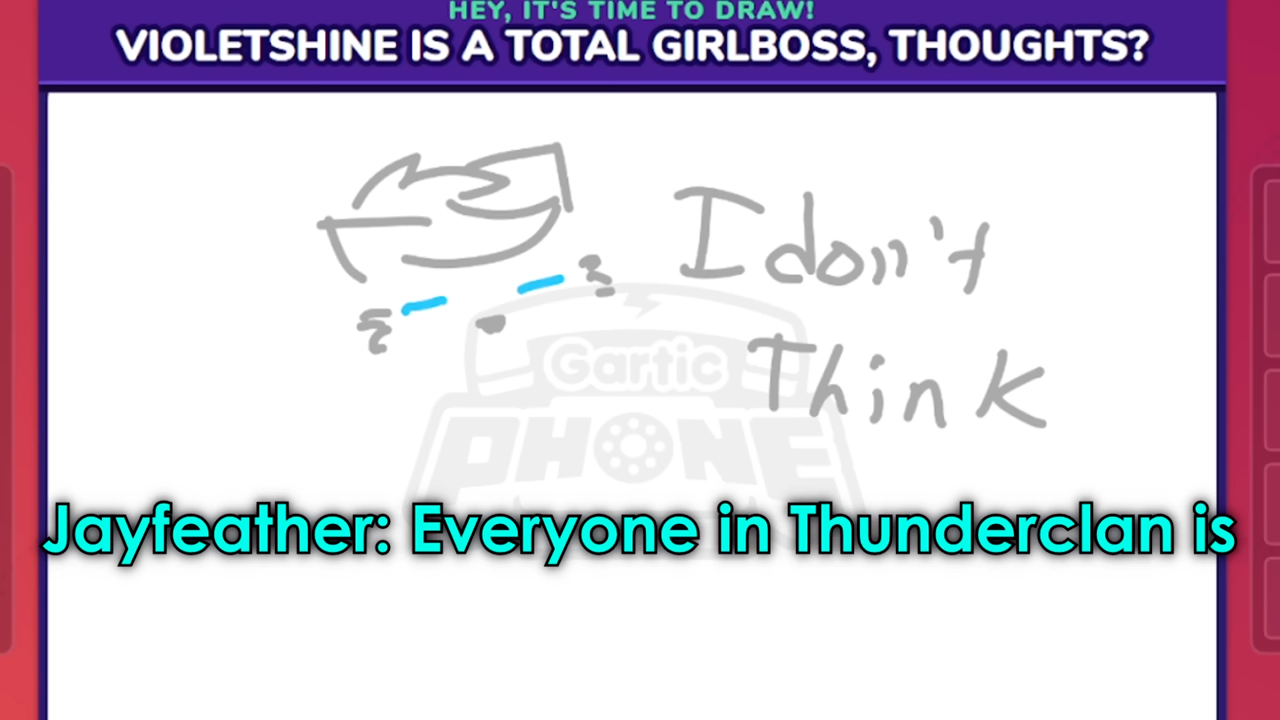 HEY, IT'S TIME TO DRAW!
VIOLETSHINE IS A TOTAL GIRLBOSS, THOUGHTS?
I don't
Think
Gartic
PHONE
Jayfeather: Everyone in Thunderclan is